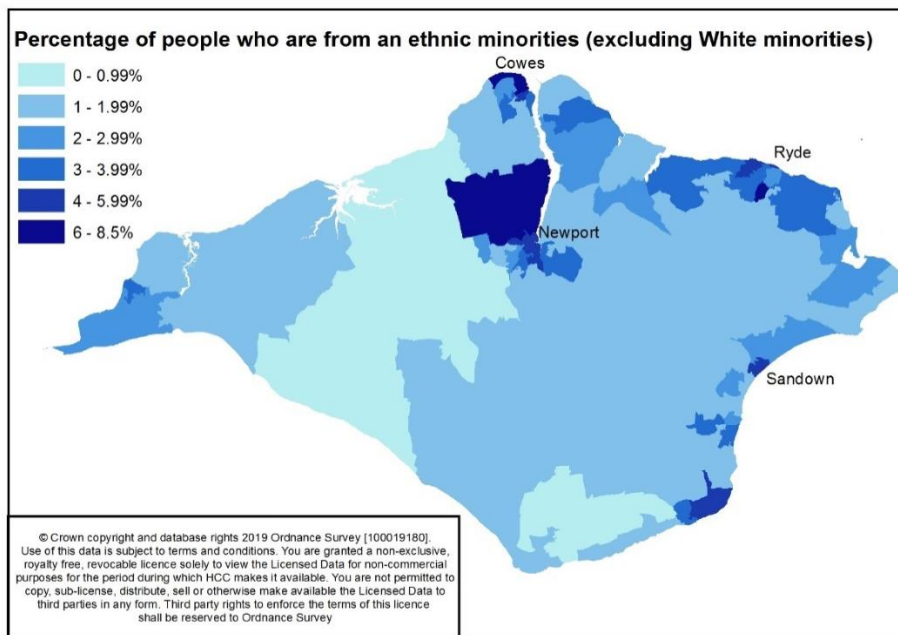 Percentage of people who are from an ethnic minorities (excluding White minorities)
0 - 0.99%
1 - 1.99%
2 - 2.99%
3 - 3.99%
4 - 5.99%
6 - 8.5%
Cowes
Ryde
Newport
Sandown
© Crown copyright and database rights 2019 Ordnance Survey [100019180].
Use of this data is subject to terms and conditions. You are granted a non-exclusive,
royalty free, revocable licence solely to view the Licensed Data for non-commercial
purposes for the period during which HCC makes it available. You are not permitted to
copy, sub-license, distribute, sell or otherwise make available the Licensed Data to
third parties in any form. Third party rights to enforce the terms of this licence
shall be reserved to Ordnance Survey